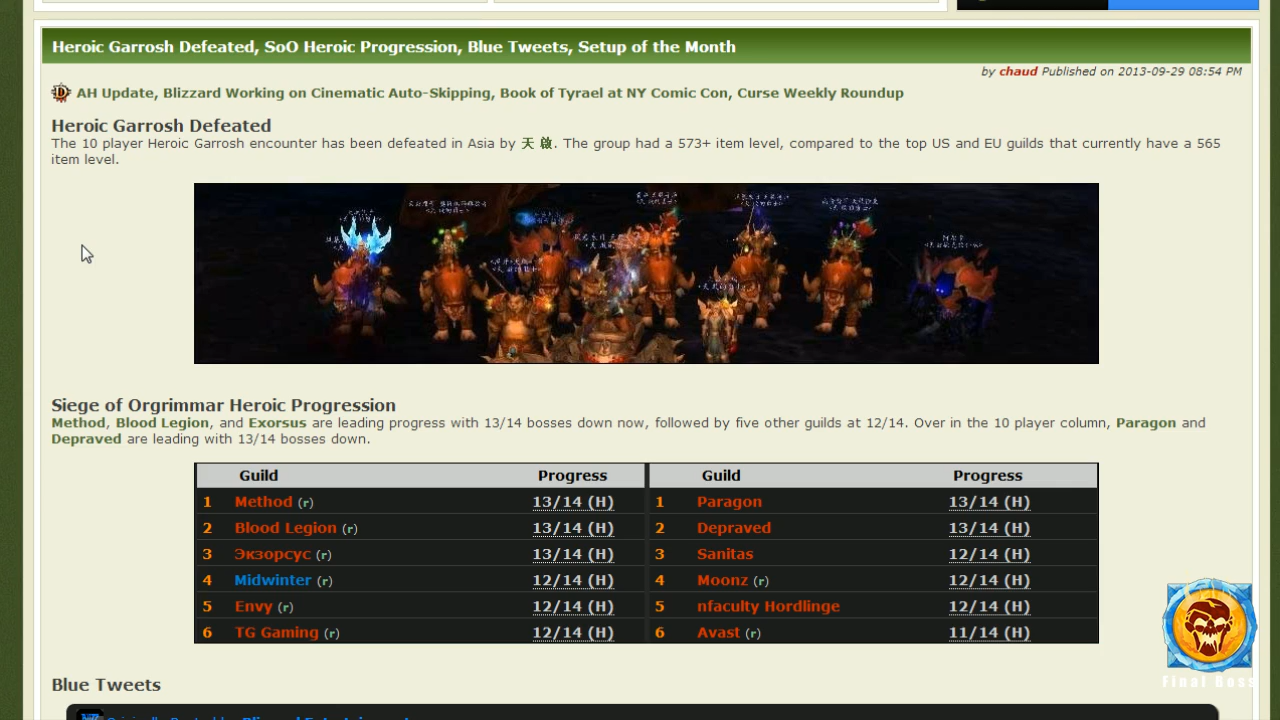 Heroic Garrosh Defeated, SoO Heroic Progression, Blue Tweets, Setup of the Month
by chaud Published on 2013-09-29 08:54 PM
AH Update, Blizzard Working on Cinematic Auto-Skipping, Book of Tyrael at NY Comic Con, Curse Weekly Roundup
Heroic Garrosh Defeated
The 10 player Heroic Garrosh encounter has been defeated in Asia by 天 啟. The group had a 573+ item level, compared to the top US and EU guilds that currently have a 565
item level.
Siege of Orgrimmar Heroic Progression
Method, Blood Legion, and Exorsus are leading progress with 13/14 bosses down now, followed by five other guilds at 12/14. Over in the 10 player column, Paragon and
Depraved are leading with 13/14 bosses down.
Guild Progress Guild Progress
1 Method (r) 13/14 (H) 1 Paragon 13/14 (H)
2 Blood Legion (r) 13/14 (H) 2 Depraved 13/14 (H)
3 Экзорсус (r) 13/14 (H) 3 Sanitas 12/14 (H)
4 Midwinter (r) 12/14 (H) 4 Moonz (r) 12/14 (H)
5 Envy (r) 12/14 (H) 5 nfaculty Hordlinge 12/14 (H)
6 TG Gaming (r) 12/14 (H) 6 Avast (r) 11/14 (H)
Final Boss
Blue Tweets
Originally Posted by Blizzard Entertainment